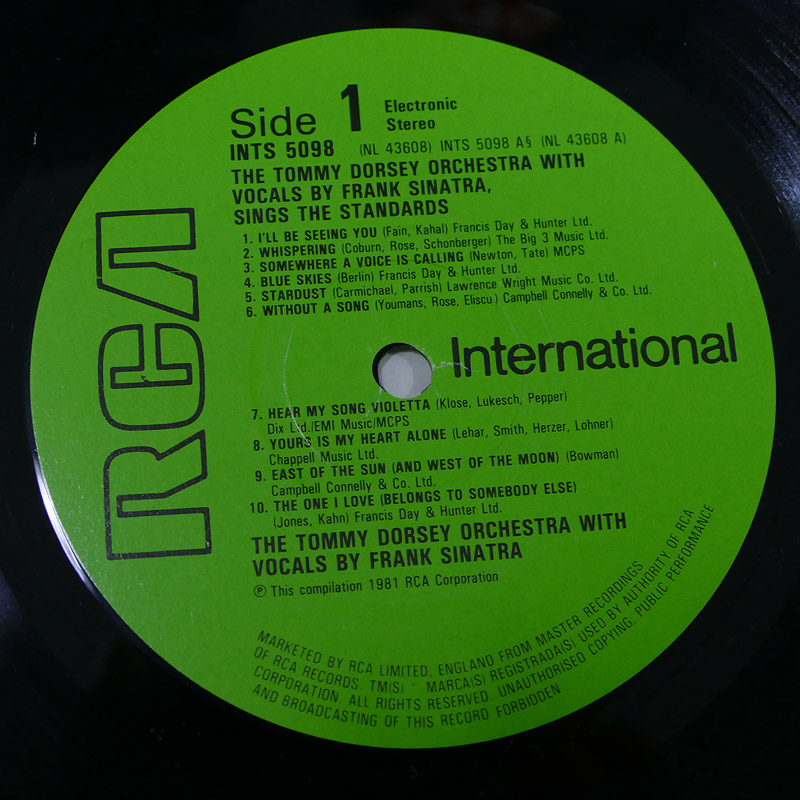 Side 1 Electronic Stereo
INTS 5098 (NL 43608) INTS 5098 A§ (NL 43608 A)
THE TOMMY DORSEY ORCHESTRA WITH
VOCALS BY FRANK SINATRA,
SINGS THE STANDARDS
1. I'LL BE SEEING YOU (Fain, Kahal) Francis Day & Hunter Ltd.
2. WHISPERING (Coburn, Rose, Schonberger) The Big 3 Music Ltd.
3. SOMEWHERE A VOICE IS CALLING (Newton, Tate) MCPS
4. BLUE SKIES (Berlin) Francis Day & Hunter Ltd.
5. STARDUST (Carmichael, Parrish) Lawrence Wright Music Co. Ltd.
6. WITHOUT A SONG (Youmans, Rose, Eliscu) Campbell Connelly & Co. Ltd.
RCA
International
7. HEAR MY SONG VIOLETTA (Klose, Lukesch, Pepper)
Dix Ltd./EMI Music/MCPS
8. YOURS IS MY HEART ALONE (Lehar, Smith, Herzer, Lohner)
Chappell Music Ltd.
9. EAST OF THE SUN (AND WEST OF THE MOON) (Bowman)
Campbell Connelly & Co. Ltd.
10. THE ONE I LOVE (BELONGS TO SOMEBODY ELSE)
(Jones, Kahn) Francis Day & Hunter Ltd.
THE TOMMY DORSEY ORCHESTRA WITH
VOCALS BY FRANK SINATRA
Ⓟ This compilation 1981 RCA Corporation
MARKETED BY RCA LIMITED, ENGLAND FROM MASTER RECORDINGS
OF RCA RECORDS. TM(S) ® MARCA(S) REGISTRADA(S) USED BY AUTHORITY OF RCA
CORPORATION. ALL RIGHTS RESERVED. UNAUTHORISED COPYING. PUBLIC PERFORMANCE
AND BROADCASTING OF THIS RECORD FORBIDDEN